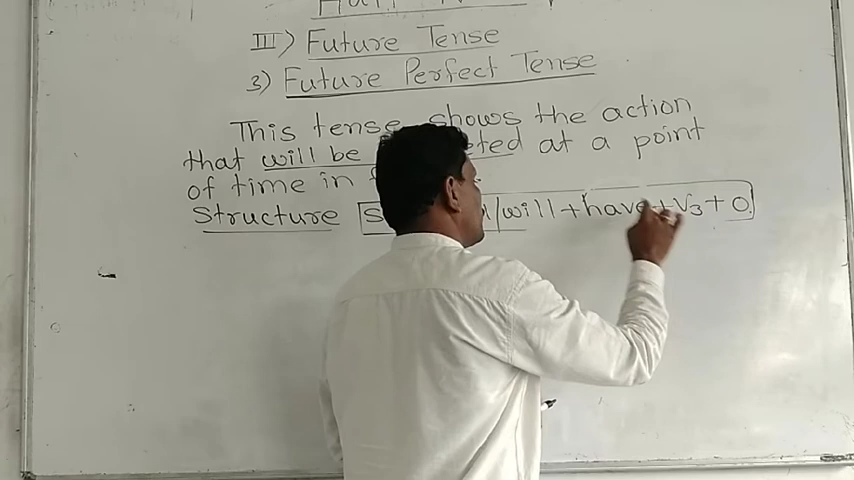 III) Future Tense
3) Future Perfect Tense
This tense shows the action
that will be at a point
of time in
Structure S /will+have+V3+O.